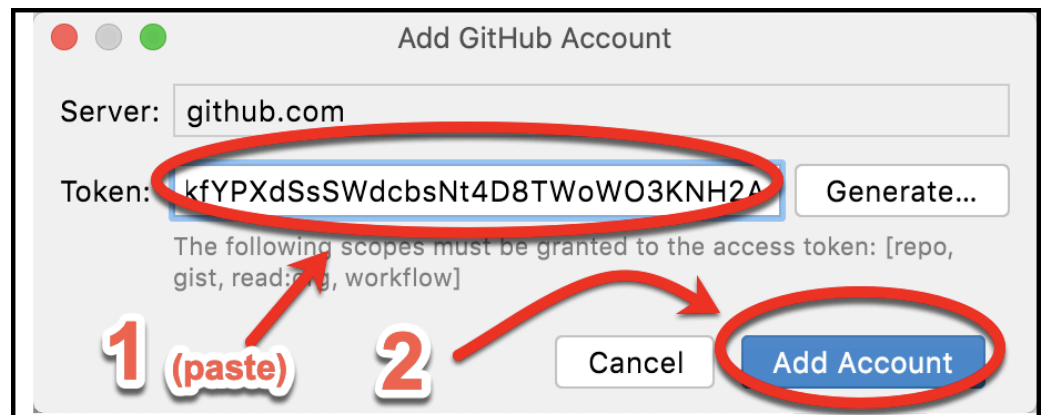 Add GitHub Account
Server: github.com
Token: kfYPXdSsSWdcbsNt4D8TWoWO3KNH2A Generate...
The following scopes must be granted to the access token: [repo,
gist, read:org, workflow]
1 (paste) 2 Cancel Add Account